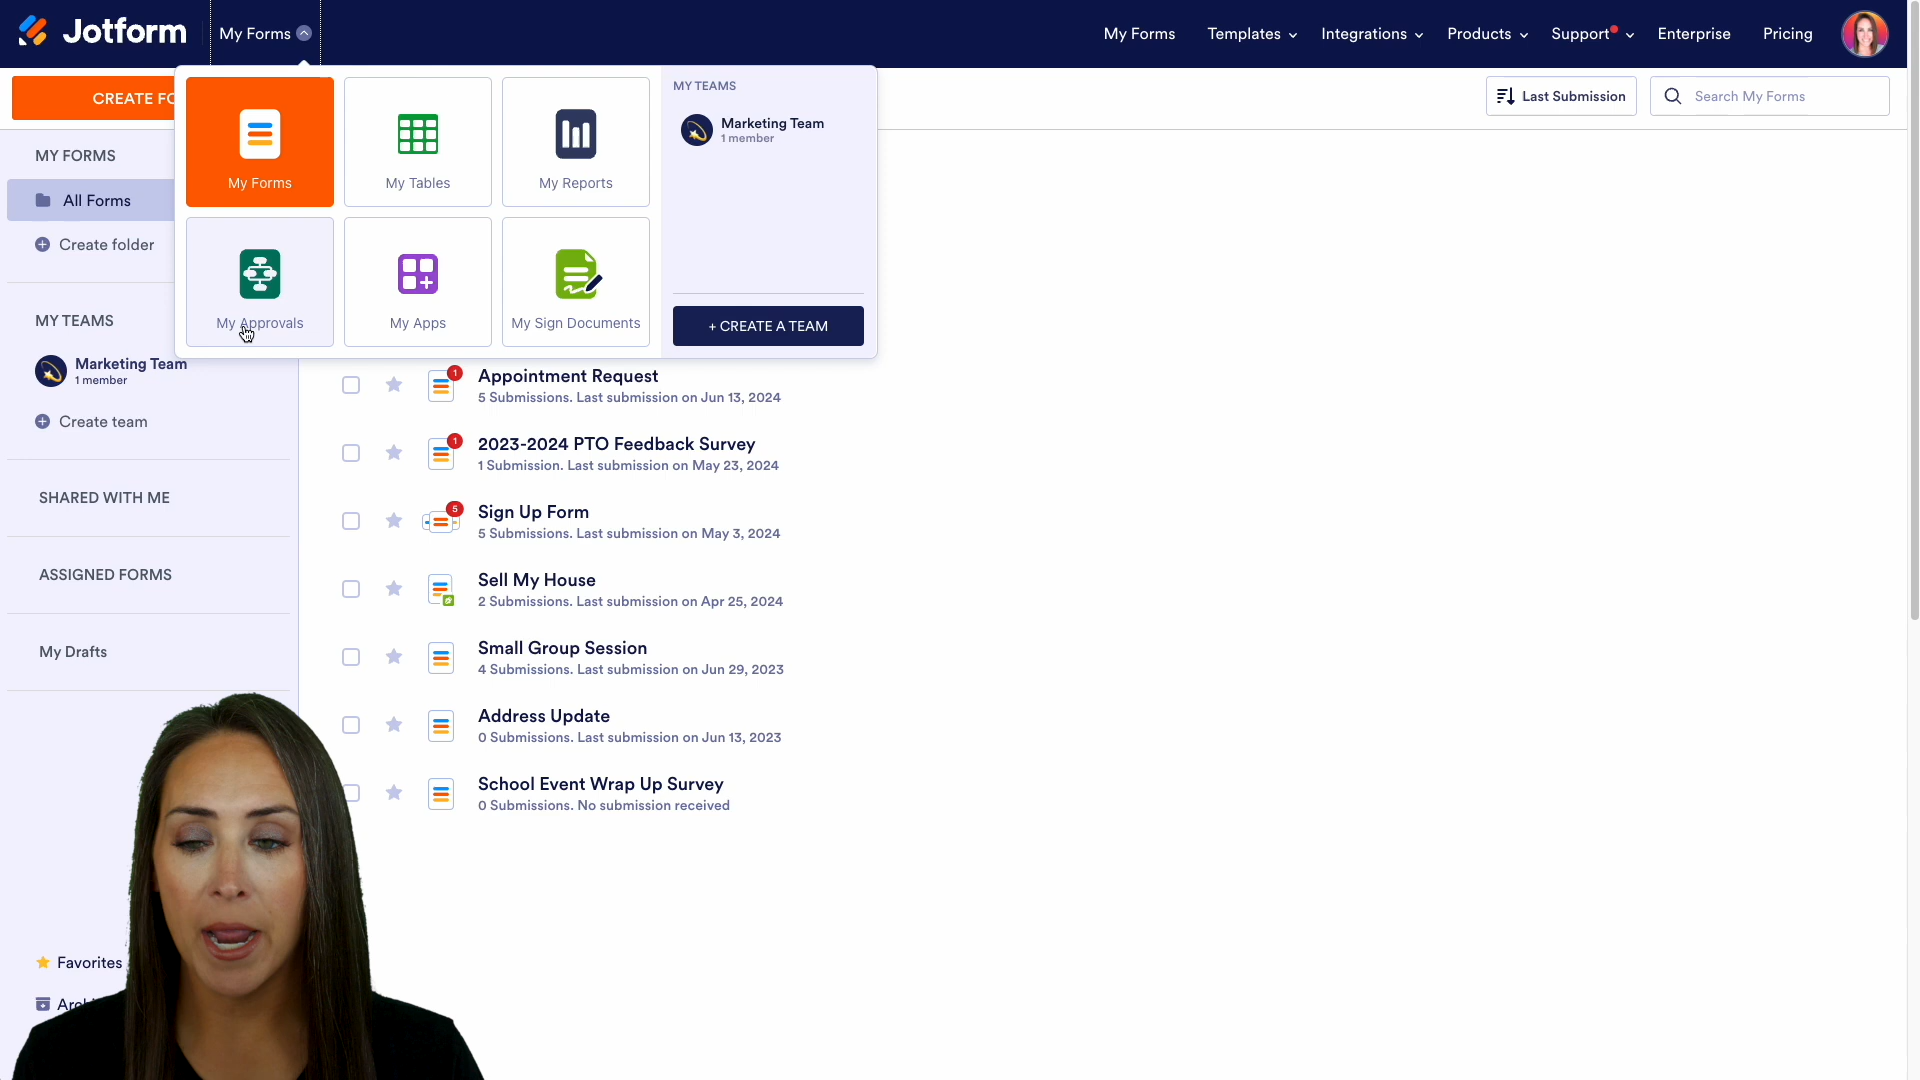 Jotform
My Forms
My Forms
Templates
Integrations
Products
Support
Enterprise
Pricing
CREATE FO
Last Submission
Search My Forms
MY FORMS
All Forms
Create folder
MY TEAMS
Marketing Team
1 member
Create team
SHARED WITH ME
ASSIGNED FORMS
My Drafts
Favorites
My Forms
My Tables
My Reports
My Approvals
My Apps
My Sign Documents
MY TEAMS
Marketing Team
1 member
+ CREATE A TEAM
1
Appointment Request
5 Submissions. Last submission on Jun 13, 2024
1
2023-2024 PTO Feedback Survey
1 Submission. Last submission on May 23, 2024
5
Sign Up Form
5 Submissions. Last submission on May 3, 2024
Sell My House
2 Submissions. Last submission on Apr 25, 2024
Small Group Session
4 Submissions. Last submission on Jun 29, 2023
Address Update
0 Submissions. Last submission on Jun 13, 2023
School Event Wrap Up Survey
0 Submissions. No submission received